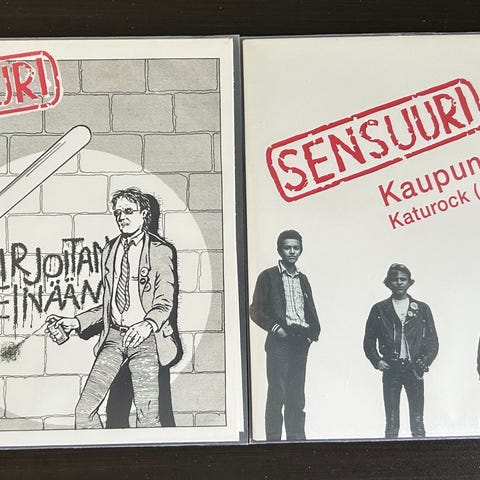 URI
IRJOITAN
EINÄÄN
SENSUURI
Kaupun
Katurock (